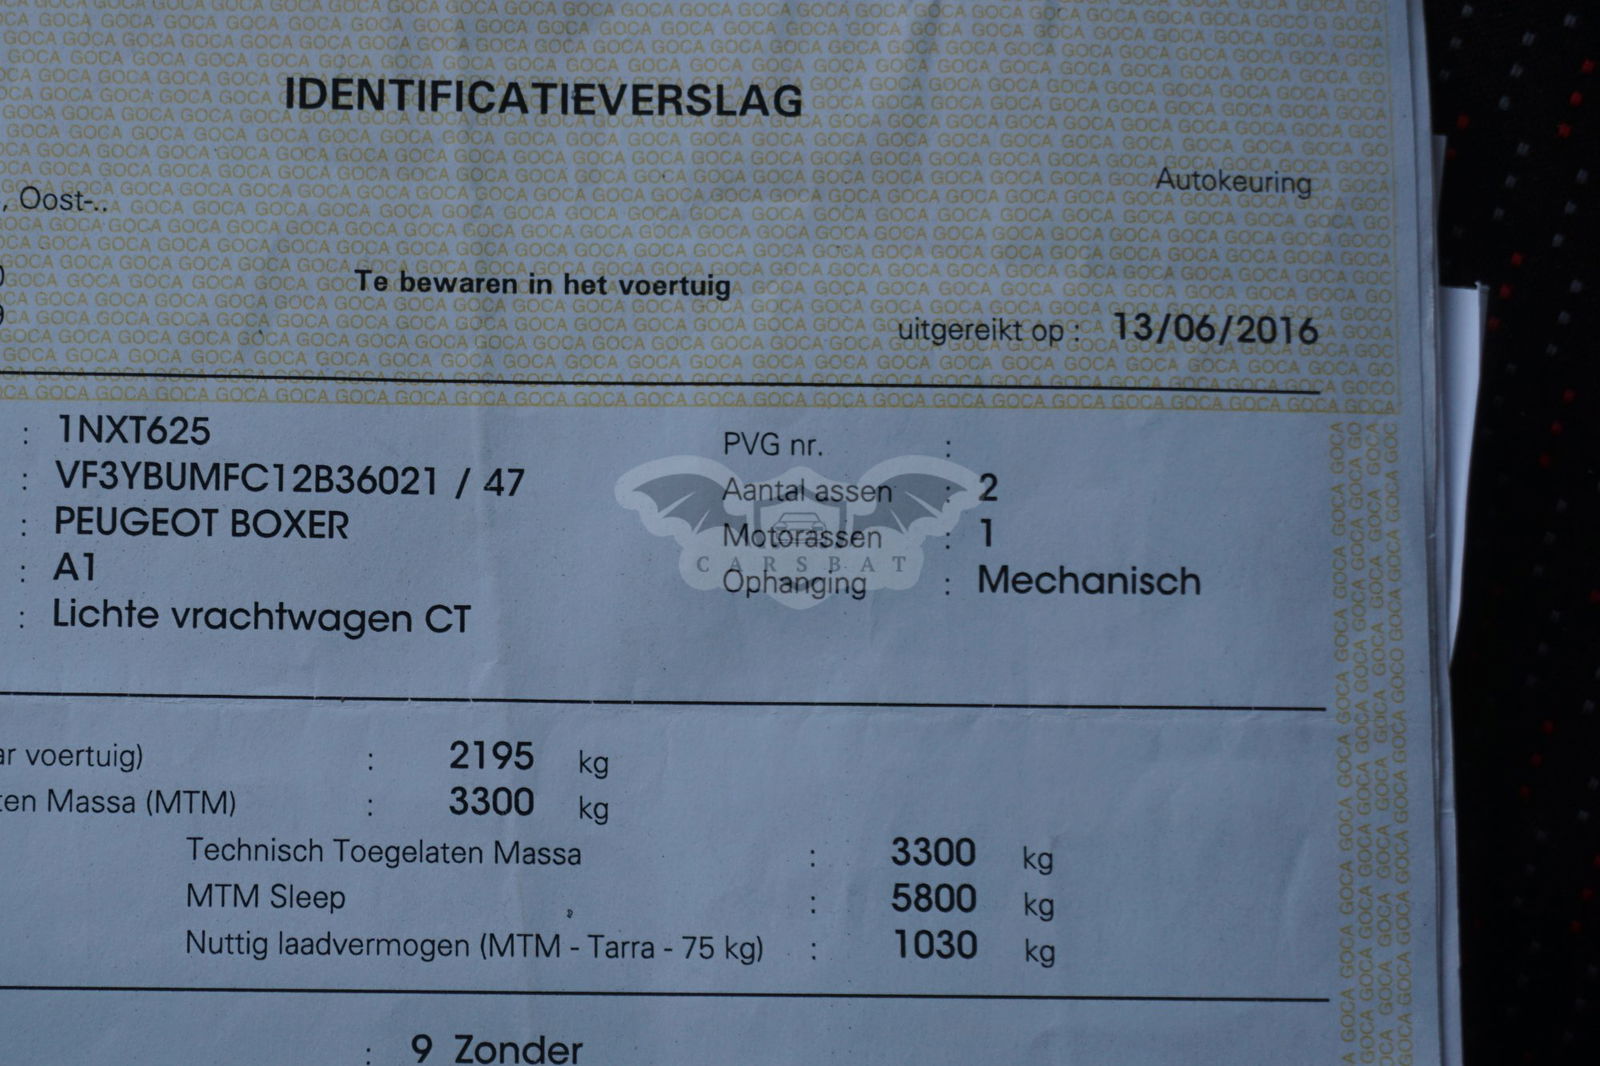 IDENTIFICATIEVERSLAG
Autokeuring
, Oost-..
Te bewaren in het voertuig
uitgereikt op : 13/06/2016
: 1NXT625
PVG nr. :
: VF3YBUMFC12B36021 / 47
Aantal assen : 2
: PEUGEOT BOXER
Motorassen : 1
: A1
CARSBAT
Ophanging : Mechanisch
: Lichte vrachtwagen CT
voertuig) : 2195 kg
Massa (MTM) : 3300 kg
Technisch Toegelaten Massa : 3300 kg
MTM Sleep : 5800 kg
Nuttig laadvermogen (MTM - Tarra - 75 kg) : 1030 kg
: 9 Zonder